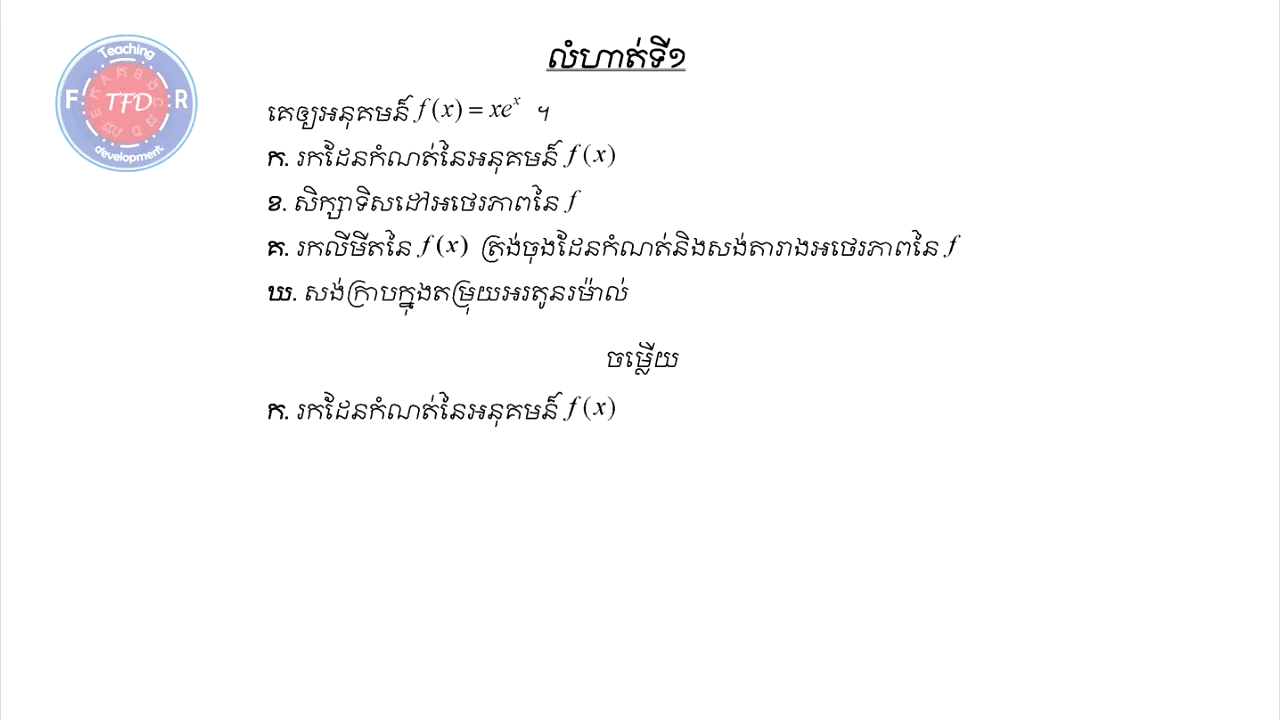 Teaching
F TFD R
development
លំហាត់ទី១
គេឲ្យអនុគមន៍ f(x) = xeˣ ។
ក. រកដែនកំណត់នៃអនុគមន៍ f(x)
ខ. សិក្សាទិសដៅអថេរភាពនៃ f
គ. រកលីមីតនៃ f(x) ត្រង់ចុងដែនកំណត់និងសង់តារាងអថេរភាពនៃ f
ឃ. សង់ក្រាបក្នុងតម្រុយអរតូនរម៉ាល់
ចម្លើយ
ក. រកដែនកំណត់នៃអនុគមន៍ f(x)